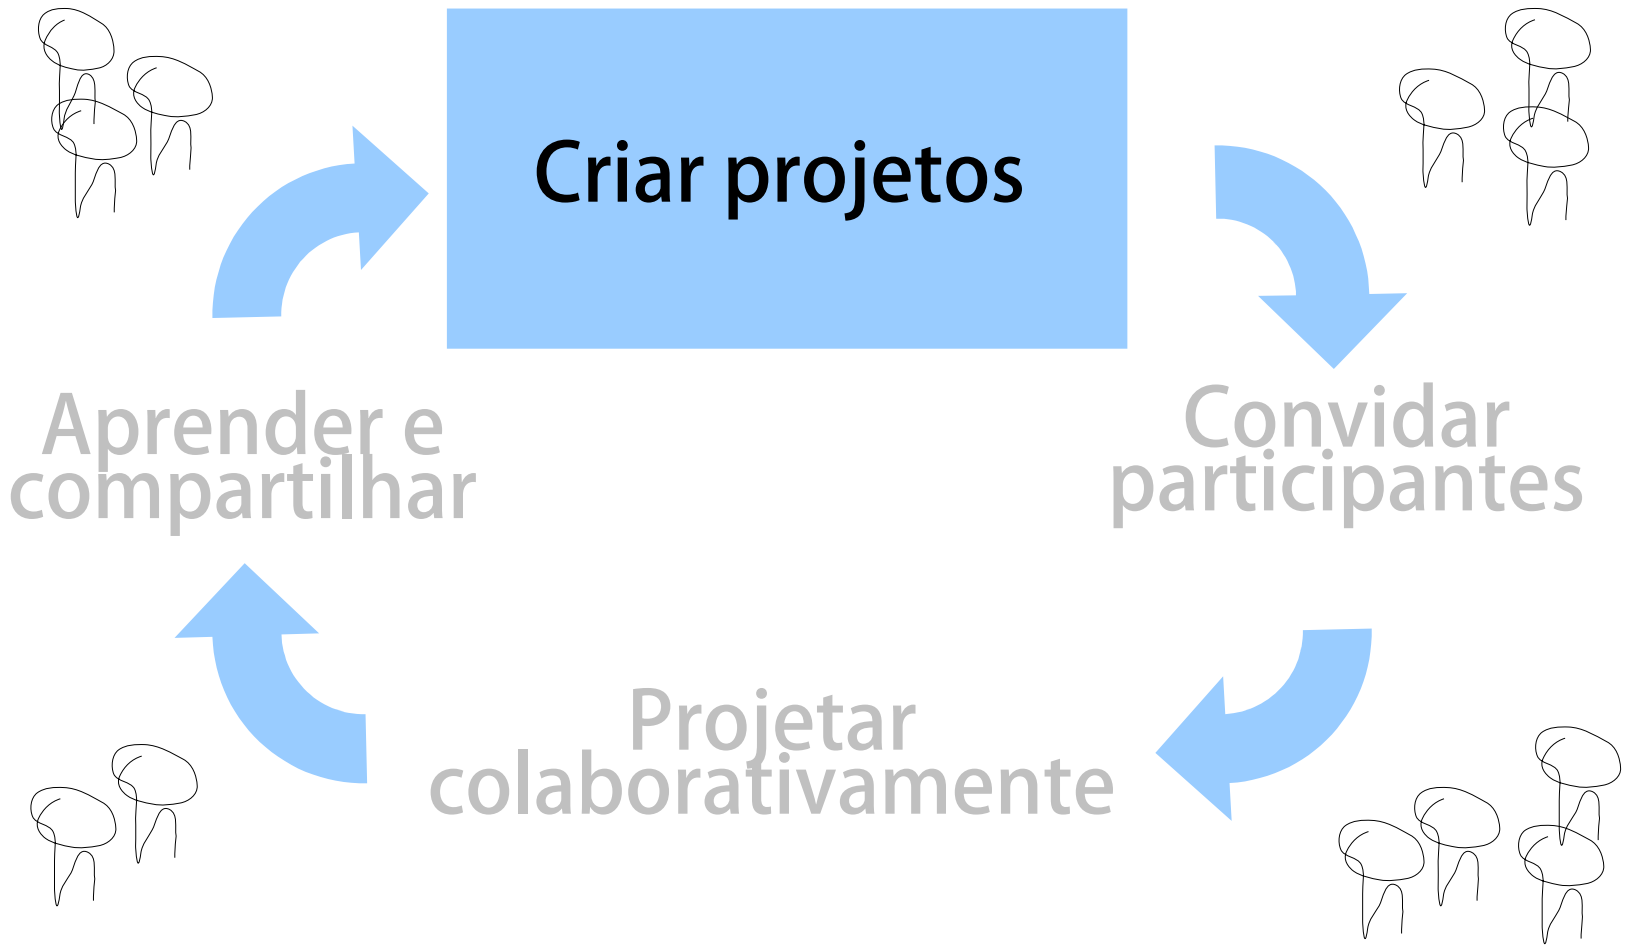 Criar projetos
Aprender e
compartilhar
Convidar
participantes
Projetar
colaborativamente